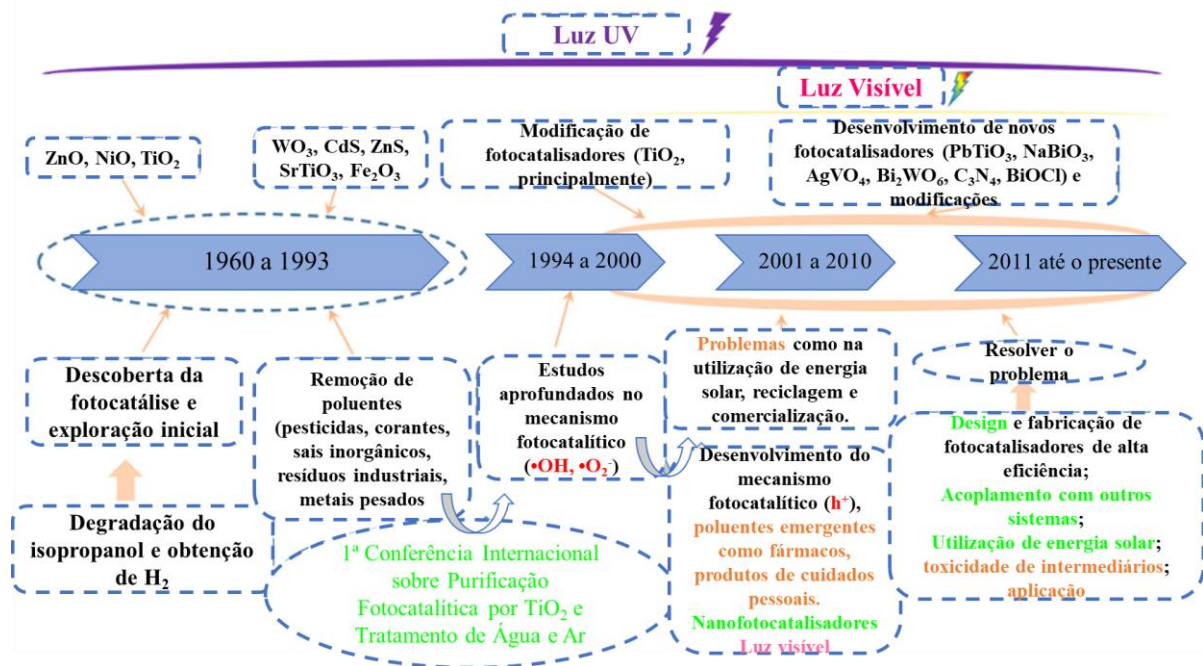 Luz UV
Luz Visível
ZnO, NiO, TiO₂
WO₃, CdS, ZnS,
SrTiO₃, Fe₂O₃
Modificação de
fotocatalisadores (TiO₂,
principalmente)
Desenvolvimento de novos
fotocatalisadores (PbTiO₃, NaBiO₃,
AgVO₄, Bi₂WO₆, C₃N₄, BiOCl) e
modificações
1960 a 1993
1994 a 2000
2001 a 2010
2011 até o presente
Descoberta da
fotocatálise e
exploração inicial
Degradação do
isopropanol e obtenção
de H₂
Remoção de
poluentes
(pesticidas, corantes,
sais inorgânicos,
resíduos industriais,
metais pesados
1ª Conferência Internacional
sobre Purificação
Fotocatalítica por TiO₂ e
Tratamento de Água e Ar
Estudos
aprofundados no
mecanismo
fotocatalítico
(•OH, •O₂⁻)
Problemas como na
utilização de energia
solar, reciclagem e
comercialização.
Desenvolvimento do
mecanismo
fotocatalítico (h⁺),
poluentes emergentes
como fármacos,
produtos de cuidados
pessoais.
Nanofotocatalisadores
Luz visível
Resolver o
problema
Design e fabricação de
fotocatalisadores de alta
eficiência;
Acoplamento com outros
sistemas;
Utilização de energia solar;
toxicidade de intermediários;
aplicação